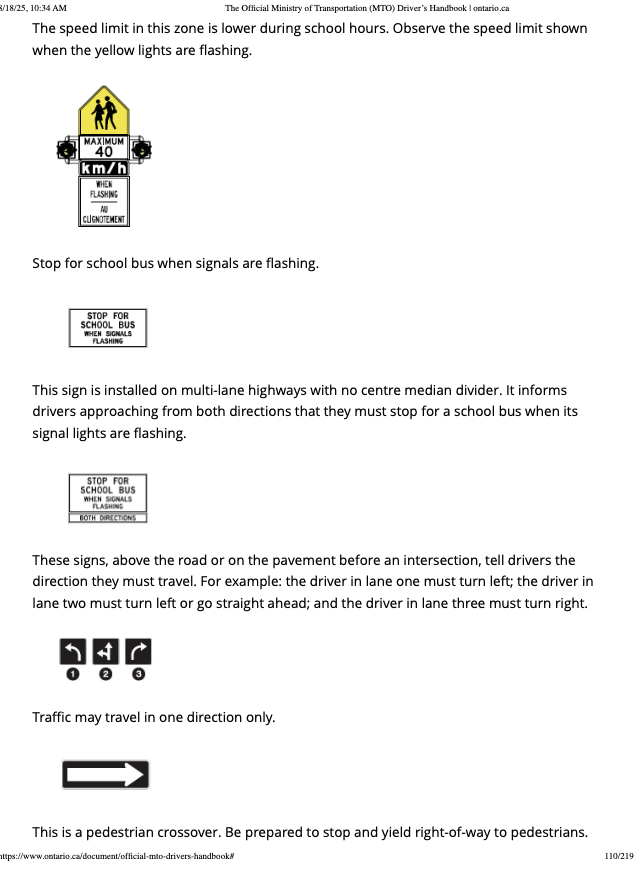 8/18/25, 10:34 AM The Official Ministry of Transportation (MTO) Driver's Handbook | ontario.ca
The speed limit in this zone is lower during school hours. Observe the speed limit shown
when the yellow lights are flashing.
MAXIMUM
40
km/h
WHEN
FLASHING
AU
CLIGNOTEMENT
Stop for school bus when signals are flashing.
STOP FOR
SCHOOL BUS
WHEN SIGNALS
FLASHING
This sign is installed on multi-lane highways with no centre median divider. It informs
drivers approaching from both directions that they must stop for a school bus when its
signal lights are flashing.
STOP FOR
SCHOOL BUS
WHEN SIGNALS
FLASHING
BOTH DIRECTIONS
These signs, above the road or on the pavement before an intersection, tell drivers the
direction they must travel. For example: the driver in lane one must turn left; the driver in
lane two must turn left or go straight ahead; and the driver in lane three must turn right.
1 2 3
Traffic may travel in one direction only.
This is a pedestrian crossover. Be prepared to stop and yield right-of-way to pedestrians.
https://www.ontario.ca/document/official-mto-drivers-handbook# 110/219